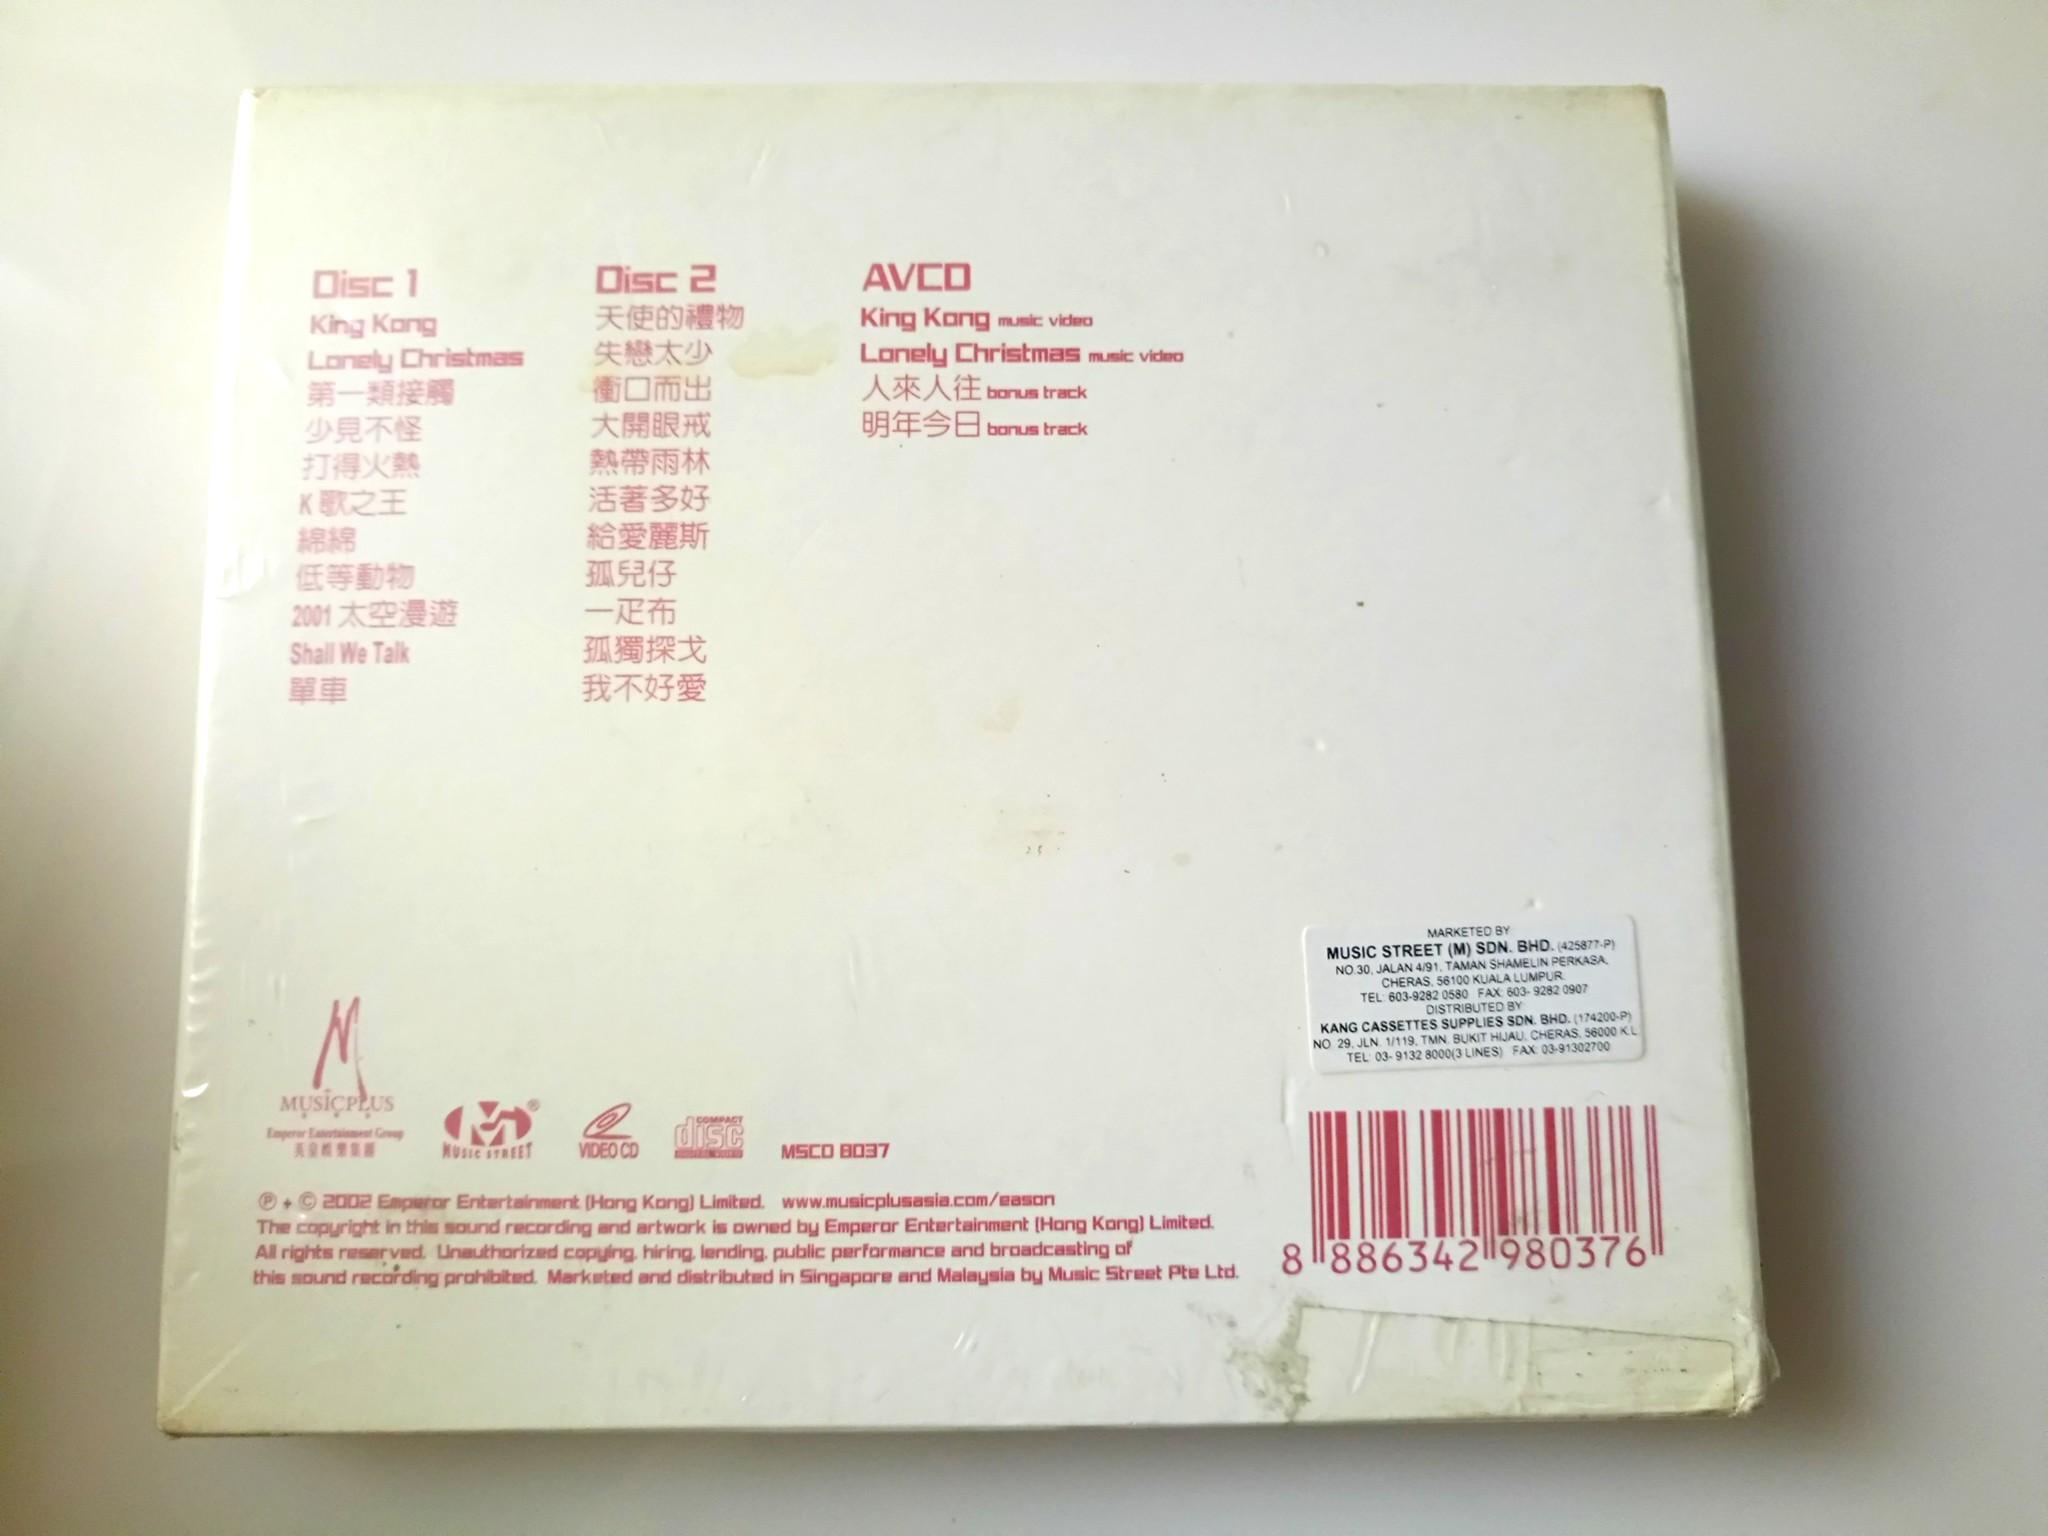 Disc 1
King Kong
Lonely Christmas
第一類接觸
少見不怪
打得火熱
K 歌之王
綿綿
低等動物
2001 太空漫遊
Shall We Talk
單車
Disc 2
天使的禮物
失戀太少
衝口而出
大開眼戒
熱帶雨林
活著多好
給愛麗斯
孤兒仔
一疋布
孤獨探戈
我不好愛
AVCD
King Kong music video
Lonely Christmas music video
人來人往 bonus track
明年今日 bonus track
MARKETED BY
MUSIC STREET (M) SDN. BHD. (425877-P)
NO.30, JALAN 4/91, TAMAN SHAMELIN PERKASA,
CHERAS, 56100 KUALA LUMPUR.
TEL: 603-9282 0580 FAX: 603- 9282 0907
DISTRIBUTED BY:
KANG CASSETTES SUPPLIES SDN. BHD. (174200-P)
NO. 29, JLN. 1/119, TMN. BUKIT HIJAU, CHERAS, 56000 K.L
TEL: 03- 9132 8000(3 LINES) FAX: 03-91302700
M
MUSICPLUS
Emperor Entertainment Group
英皇娛樂集團
MUSIC STREET ®
VIDEO CD
COMPACT
disc
DIGITAL VIDEO
MSCD 8037
Ⓟ + © 2002 Emperor Entertainment (Hong Kong) Limited. www.musicplusasia.com/eason
The copyright in this sound recording and artwork is owned by Emperor Entertainment (Hong Kong) Limited.
All rights reserved. Unauthorized copying, hiring, lending, public performance and broadcasting of
this sound recording prohibited. Marketed and distributed in Singapore and Malaysia by Music Street Pte Ltd.
8 886342 980376